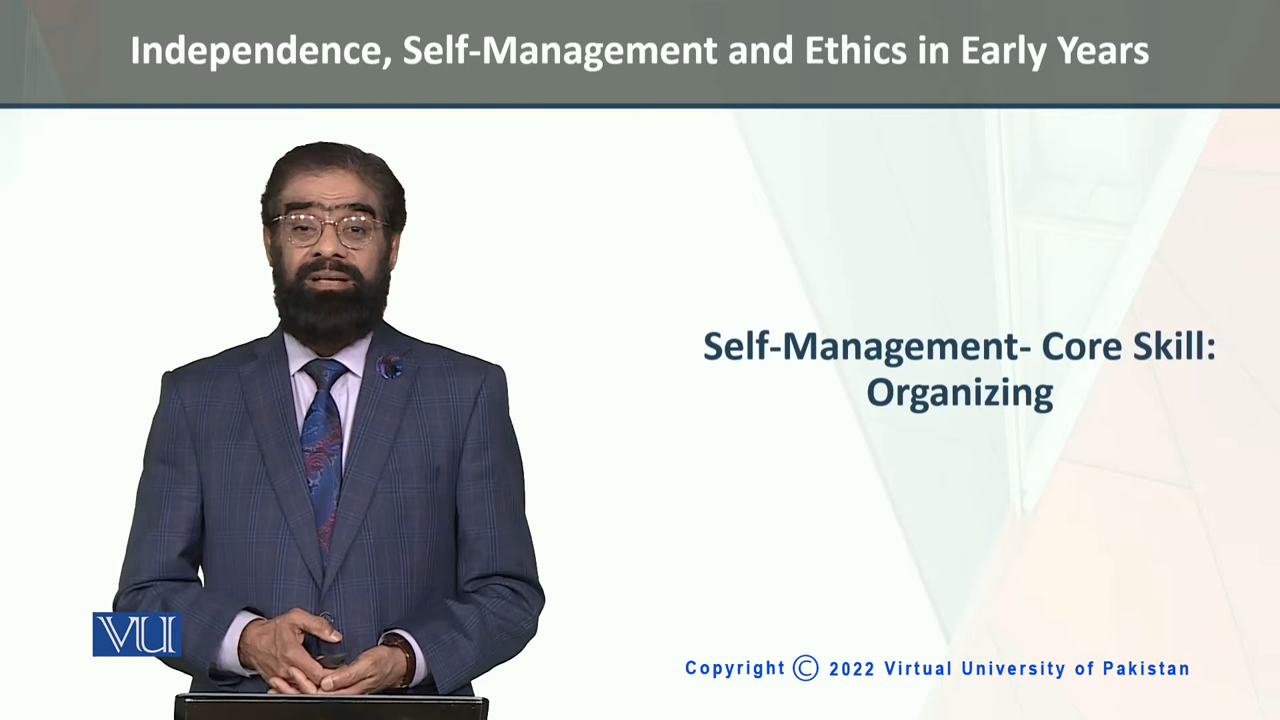 Independence, Self-Management and Ethics in Early Years
Self-Management- Core Skill:
Organizing
VU
Copyright © 2022 Virtual University of Pakistan